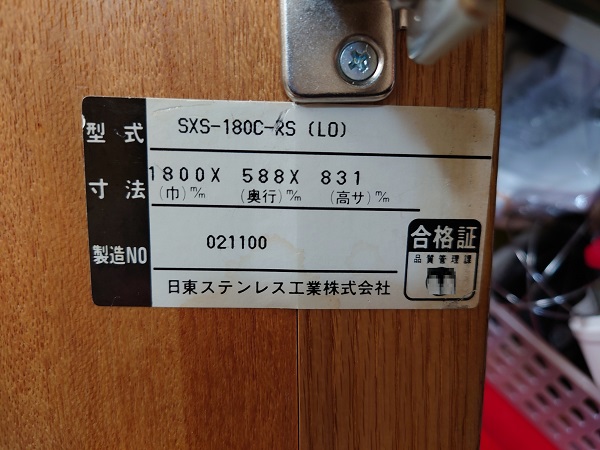 型式 SXS-180C-RS (LO)
寸法 1800X 588X 831
(巾)m/m (奥行)m/m (高サ)m/m
製造NO 021100
合格証
品質管理課
日東ステンレス工業株式会社